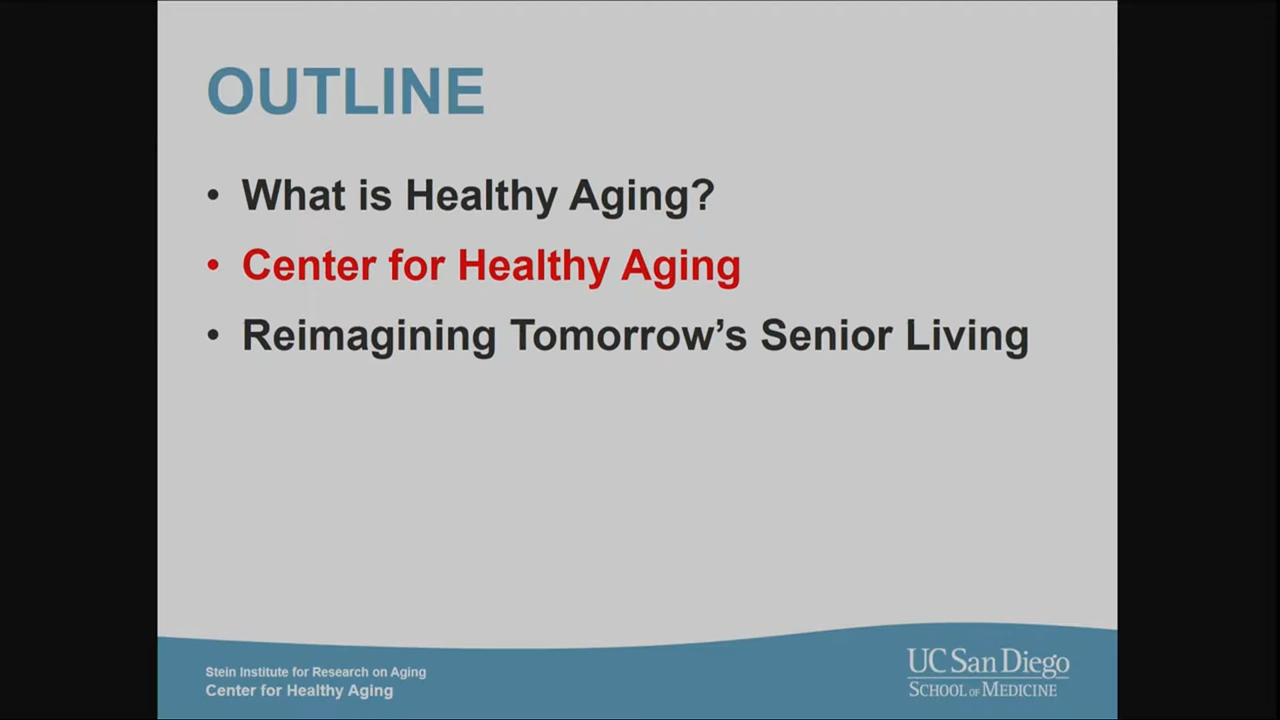 OUTLINE
• What is Healthy Aging?
• Center for Healthy Aging
• Reimagining Tomorrow’s Senior Living
Stein Institute for Research on Aging
Center for Healthy Aging
UC San Diego
SCHOOL OF MEDICINE